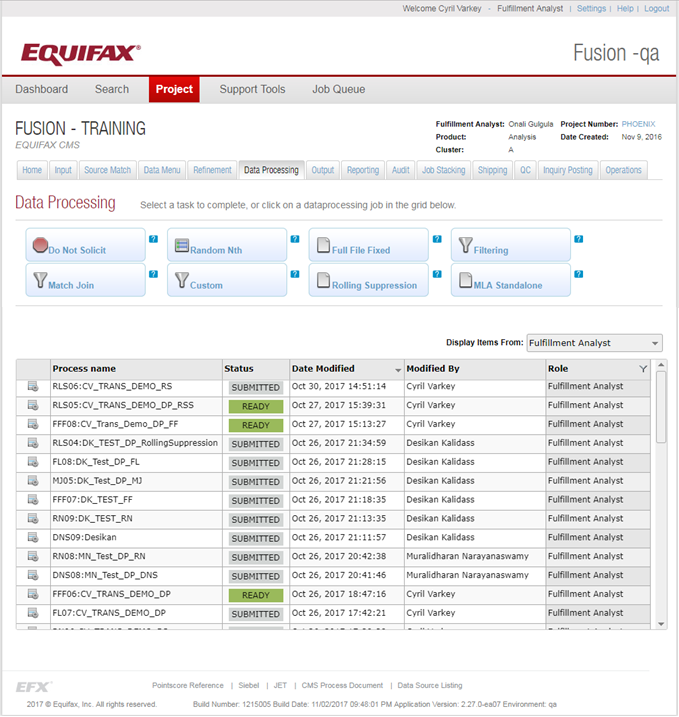 Welcome Cyril Varkey - Fulfillment Analyst | Settings | Help | Logout
EQUIFAX®
Fusion -qa
Dashboard Search Project Support Tools Job Queue
FUSION - TRAINING
EQUIFAX CMS
Fulfillment Analyst: Onali Gulgula Project Number: PHOENIX
Product: Analysis Date Created: Nov 9, 2016
Cluster: A
Home Input Source Match Data Menu Refinement Data Processing Output Reporting Audit Job Stacking Shipping QC Inquiry Posting Operations
Data Processing Select a task to complete, or click on a dataprocessing job in the grid below.
Do Not Solicit ? Random Nth ? Full File Fixed ? Filtering ?
Match Join ? Custom ? Rolling Suppression ? MLA Standalone ?
Display Items From: Fulfillment Analyst
Process name Status Date Modified Modified By Role
RLS06:CV_TRANS_DEMO_RS SUBMITTED Oct 30, 2017 14:51:14 Cyril Varkey Fulfillment Analyst
RLS05:CV_TRANS_DEMO_DP_RSS READY Oct 27, 2017 15:39:31 Cyril Varkey Fulfillment Analyst
FFF08:CV_Trans_Demo_DP_FF READY Oct 27, 2017 15:13:27 Cyril Varkey Fulfillment Analyst
RLS04:DK_TEST_DP_RollingSuppression SUBMITTED Oct 26, 2017 21:34:59 Desikan Kalidass Fulfillment Analyst
FL08:DK_Test_DP_FL SUBMITTED Oct 26, 2017 21:28:15 Desikan Kalidass Fulfillment Analyst
MJ05:DK_Test_DP_MJ SUBMITTED Oct 26, 2017 21:21:56 Desikan Kalidass Fulfillment Analyst
FFF07:DK_TEST_FF SUBMITTED Oct 26, 2017 21:18:35 Desikan Kalidass Fulfillment Analyst
RN09:DK_TEST_RN SUBMITTED Oct 26, 2017 21:13:35 Desikan Kalidass Fulfillment Analyst
DNS09:Desikan SUBMITTED Oct 26, 2017 21:11:57 Desikan Kalidass Fulfillment Analyst
RN08:MN_Test_DP_RN SUBMITTED Oct 26, 2017 20:42:38 Muralidharan Narayanaswamy Fulfillment Analyst
DNS08:MN_Test_DP_DNS SUBMITTED Oct 26, 2017 20:41:46 Muralidharan Narayanaswamy Fulfillment Analyst
FFF06:CV_TRANS_DEMO_DP READY Oct 26, 2017 18:47:16 Cyril Varkey Fulfillment Analyst
FL07:CV_TRANS_DEMO_DP SUBMITTED Oct 26, 2017 17:42:21 Cyril Varkey Fulfillment Analyst
EFX Pointscore Reference | Siebel | JET | CMS Process Document | Data Source Listing
2017 © Equifax, Inc. All rights reserved. Build Number: 1215005 Build Date: 11/02/2017 09:48:01 PM Application Version: 2.27.0-ea07 Environment: qa